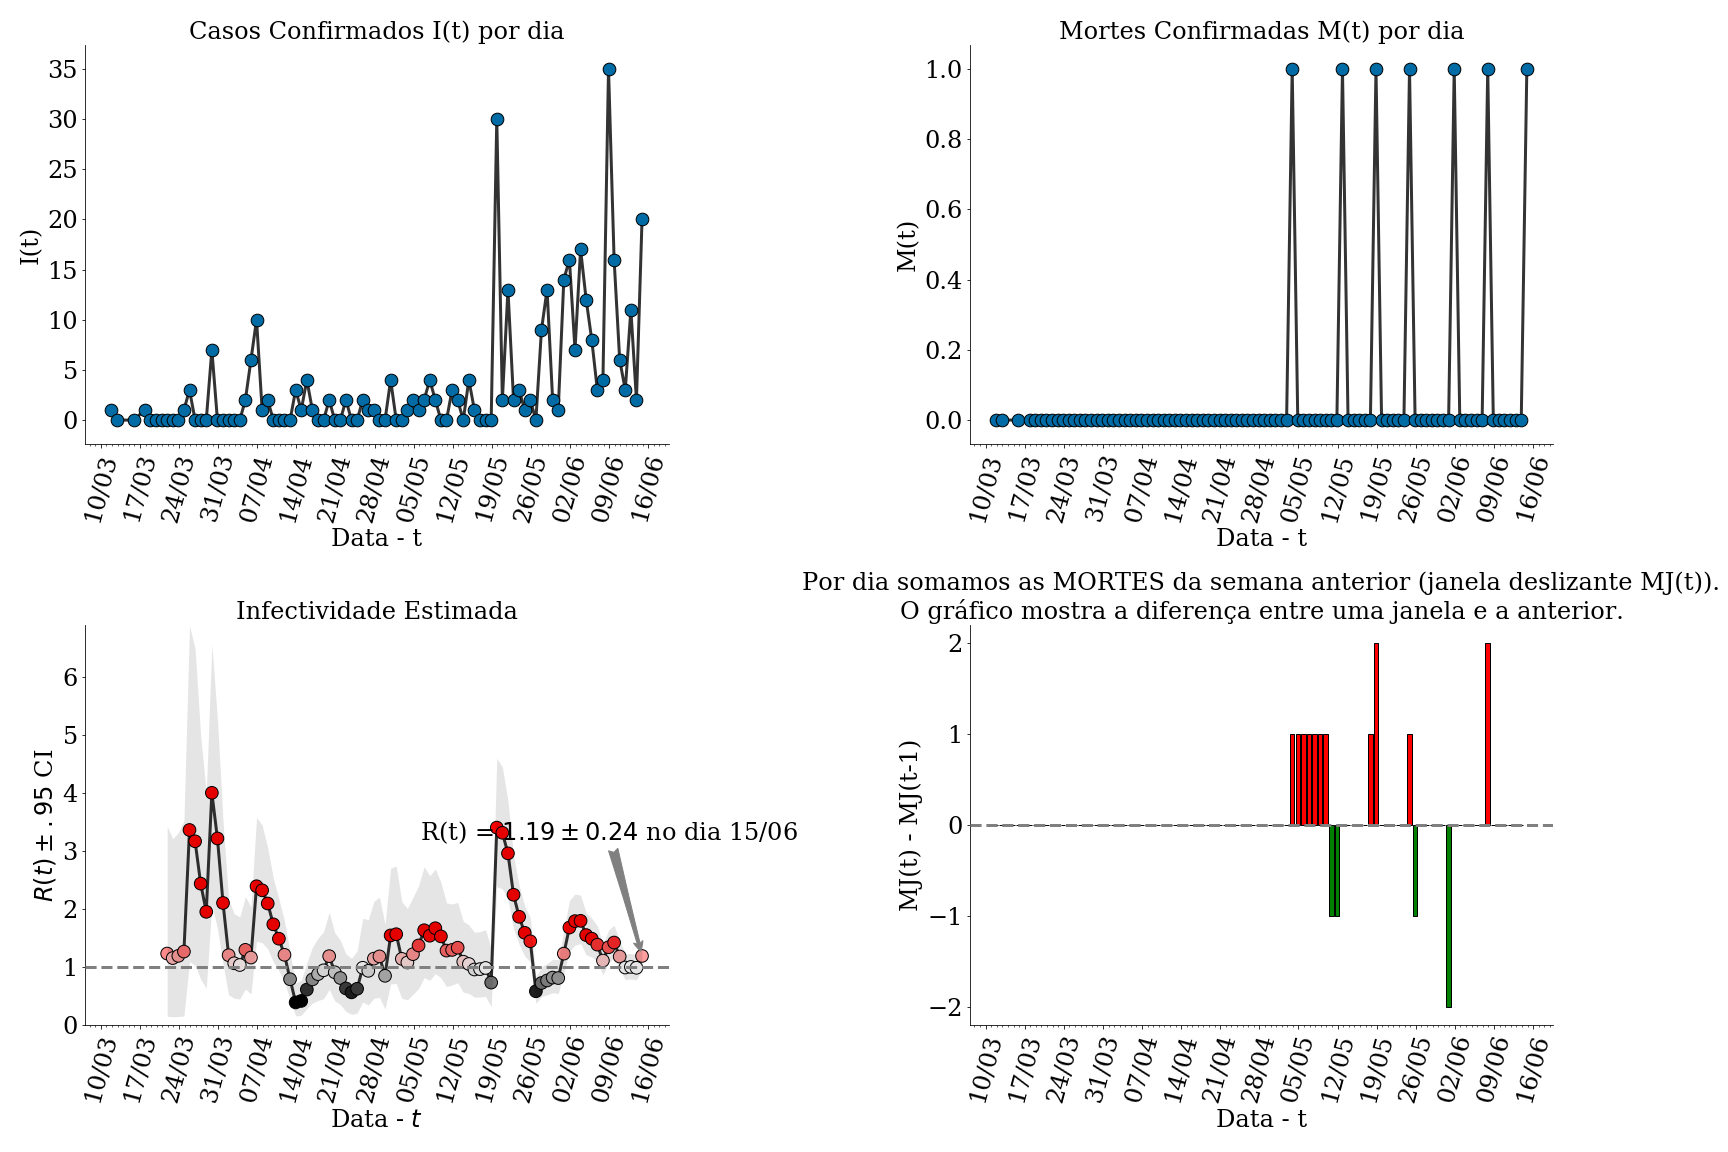 Casos Confirmados I(t) por dia
35
30
25
20
15
10
5
0
I(t)
10/03 17/03 24/03 31/03 07/04 14/04 21/04 28/04 05/05 12/05 19/05 26/05 02/06 09/06 16/06
Data - t
Mortes Confirmadas M(t) por dia
1.0
0.8
0.6
0.4
0.2
0.0
M(t)
10/03 17/03 24/03 31/03 07/04 14/04 21/04 28/04 05/05 12/05 19/05 26/05 02/06 09/06 16/06
Data - t
Infectividade Estimada
6
5
4
3
2
1
0
R(t) ± .95 CI
R(t) = 1.19 ± 0.24 no dia 15/06
10/03 17/03 24/03 31/03 07/04 14/04 21/04 28/04 05/05 12/05 19/05 26/05 02/06 09/06 16/06
Data - t
Por dia somamos as MORTES da semana anterior (janela deslizante MJ(t)).
O gráfico mostra a diferença entre uma janela e a anterior.
2
1
0
−1
−2
MJ(t) - MJ(t-1)
10/03 17/03 24/03 31/03 07/04 14/04 21/04 28/04 05/05 12/05 19/05 26/05 02/06 09/06 16/06
Data - t